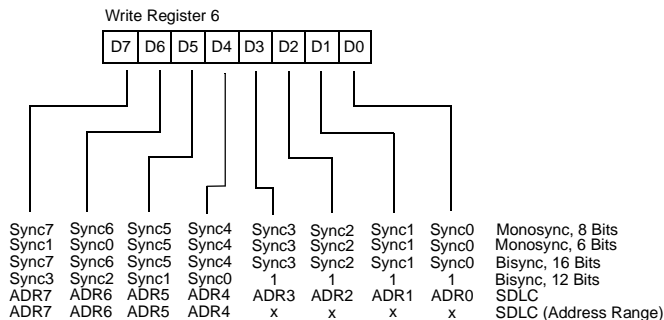 Write Register 6
D7 D6 D5 D4 D3 D2 D1 D0
Sync7 Sync6 Sync5 Sync4 Sync3 Sync2 Sync1 Sync0 Monosync, 8 Bits
Sync1 Sync0 Sync5 Sync4 Sync3 Sync2 Sync1 Sync0 Monosync, 6 Bits
Sync7 Sync6 Sync5 Sync4 Sync3 Sync2 Sync1 Sync0 Bisync, 16 Bits
Sync3 Sync2 Sync1 Sync0 1 1 1 1 Bisync, 12 Bits
ADR7 ADR6 ADR5 ADR4 ADR3 ADR2 ADR1 ADR0 SDLC
ADR7 ADR6 ADR5 ADR4 x x x x SDLC (Address Range)